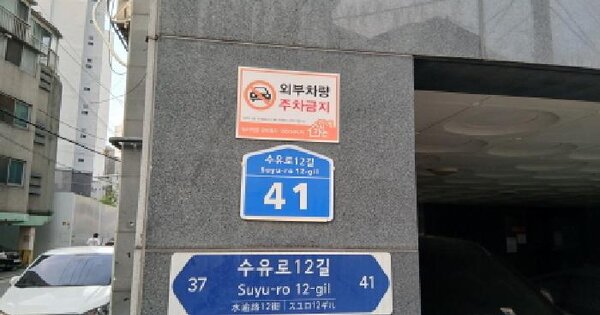 외부차량
주차금지
수유로12길
Suyu-ro 12-gil
41
37 수유로12길 41
Suyu-ro 12-gil
水逾路12街 スユロ12ギル